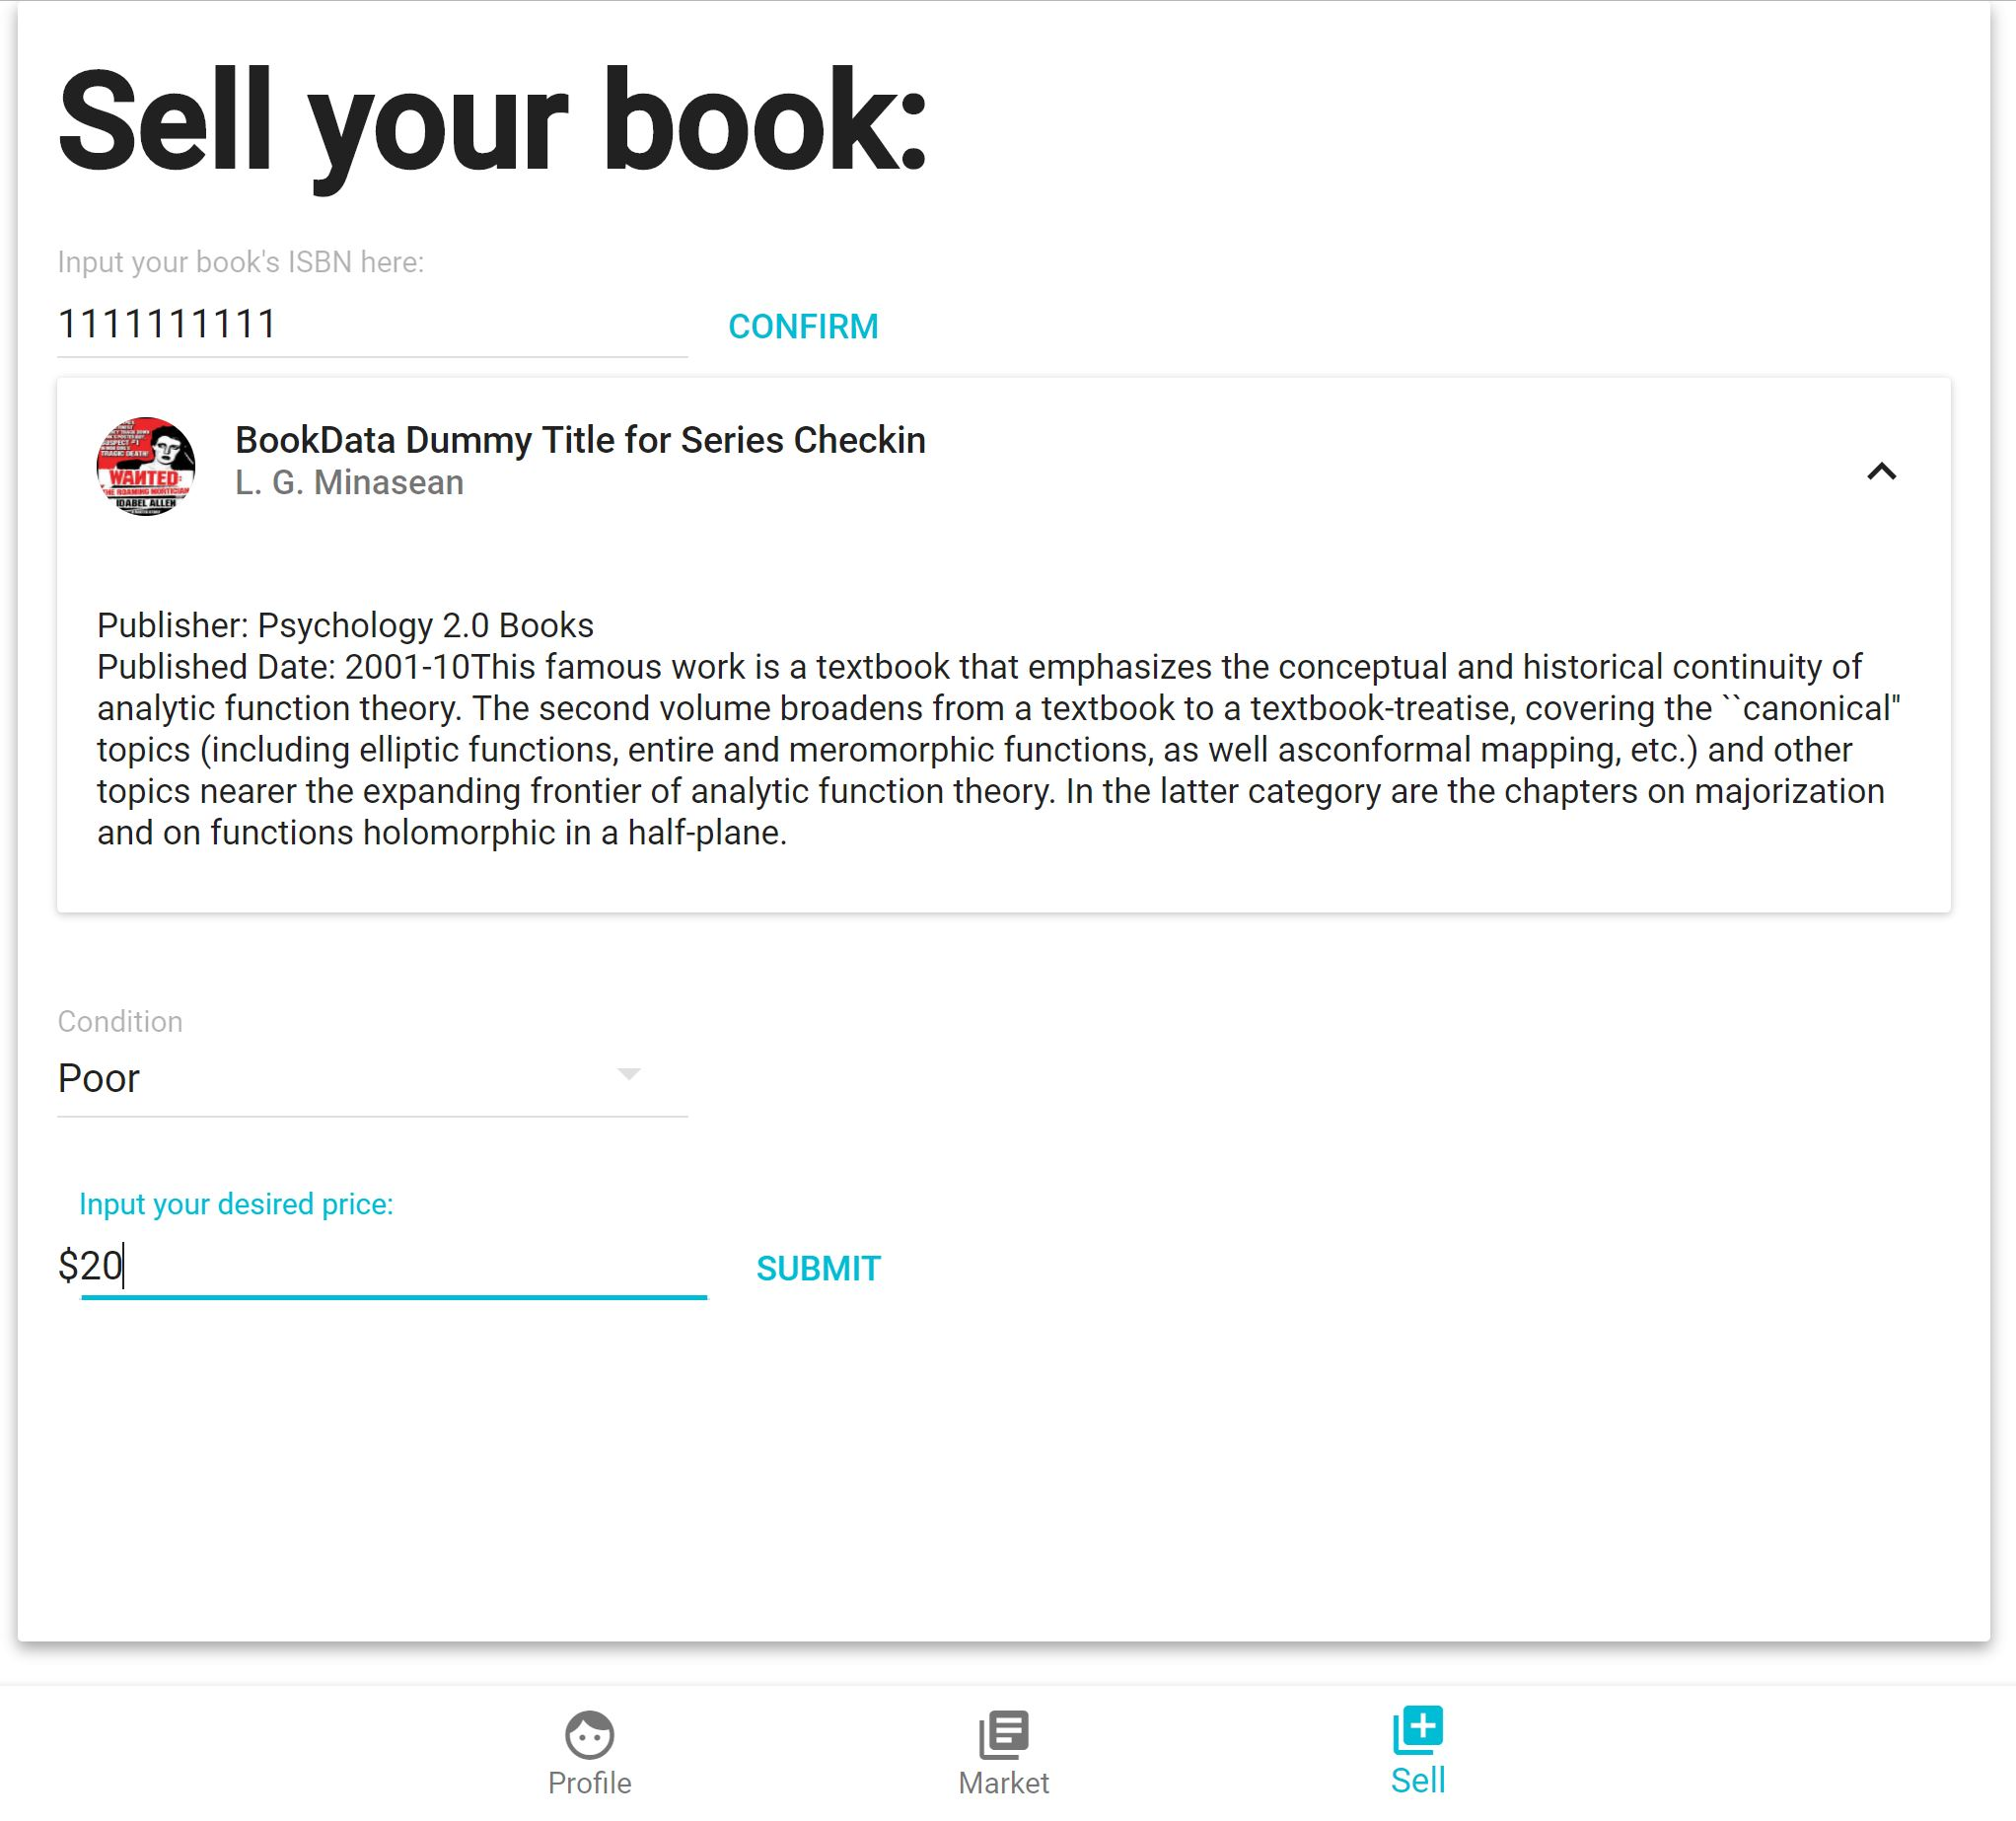 Sell your book:
Input your book's ISBN here:
1111111111
CONFIRM
BookData Dummy Title for Series Checkin
L. G. Minasean
WANTED:
THE ROAMING MORTICIAN
IDABEL ALLEN
Publisher: Psychology 2.0 Books
Published Date: 2001-10This famous work is a textbook that emphasizes the conceptual and historical continuity of
analytic function theory. The second volume broadens from a textbook to a textbook-treatise, covering the ``canonical"
topics (including elliptic functions, entire and meromorphic functions, as well asconformal mapping, etc.) and other
topics nearer the expanding frontier of analytic function theory. In the latter category are the chapters on majorization
and on functions holomorphic in a half-plane.
Condition
Poor
Input your desired price:
$20
SUBMIT
Profile
Market
Sell